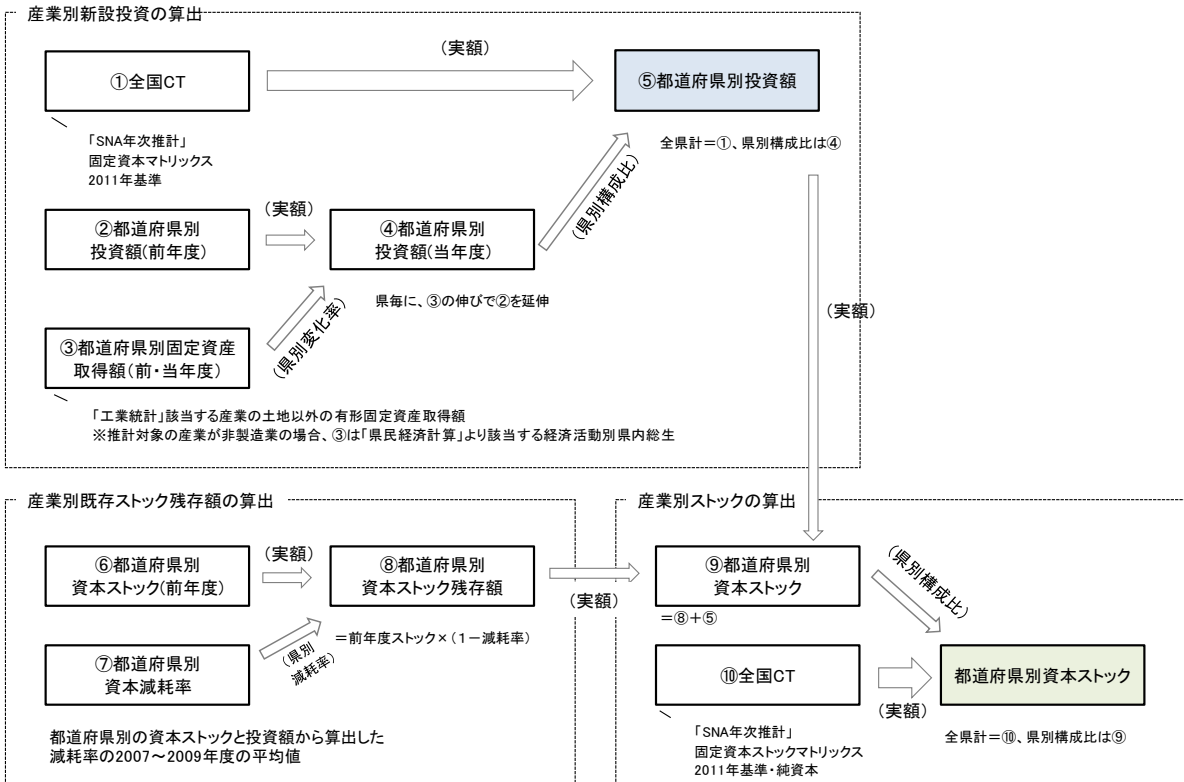 産業別新設投資の算出
（実額）
①全国CT
⑤都道府県別投資額
「SNA年次推計」
固定資本マトリックス
2011年基準
全県計＝①、県別構成比は④
（実額）
（県別構成比）
②都道府県別
投資額(前年度)
④都道府県別
投資額(当年度)
県毎に、③の伸びで②を延伸
（実額）
（県別変化率）
③都道府県別固定資産
取得額(前・当年度)
「工業統計」該当する産業の土地以外の有形固定資産取得額
※推計対象の産業が非製造業の場合、③は「県民経済計算」より該当する経済活動別県内総生
産業別既存ストック残存額の算出
（実額）
⑥都道府県別
資本ストック(前年度)
⑧都道府県別
資本ストック残存額
（実額）
＝前年度ストック×（1－減耗率）
（県別
減耗率）
⑦都道府県別
資本減耗率
都道府県別の資本ストックと投資額から算出した
減耗率の2007～2009年度の平均値
産業別ストックの算出
⑨都道府県別
資本ストック
（県別構成比）
＝⑧＋⑤
⑩全国CT
（実額）
都道府県別資本ストック
「SNA年次推計」
固定資本ストックマトリックス
2011年基準・純資本
全県計＝⑩、県別構成比は⑨